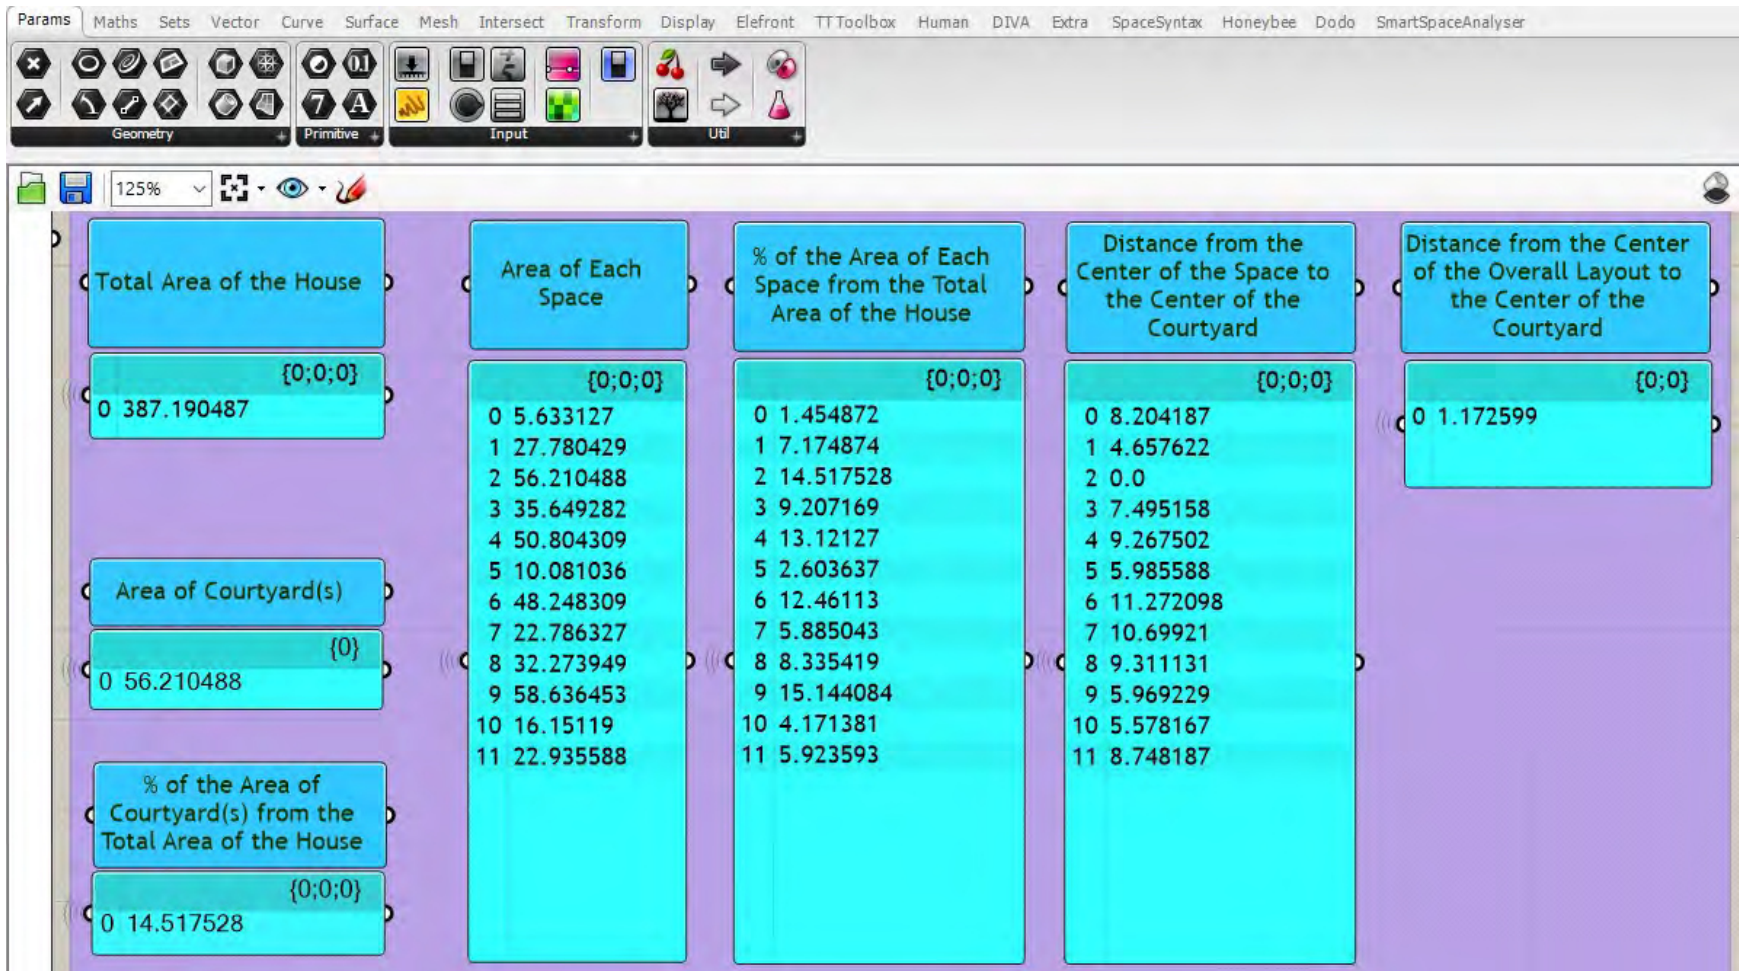 Params Maths Sets Vector Curve Surface Mesh Intersect Transform Display Elefront TTToolbox Human DIVA Extra SpaceSyntax Honeybee Dodo SmartSpaceAnalyser
0.1
7 A
Geometry Primitive Input Util
125%
Total Area of the House
{0;0;0}
0 387.190487
Area of Courtyard(s)
{0}
0 56.210488
% of the Area of
Courtyard(s) from the
Total Area of the House
{0;0;0}
0 14.517528
Area of Each
Space
{0;0;0}
0 5.633127
1 27.780429
2 56.210488
3 35.649282
4 50.804309
5 10.081036
6 48.248309
7 22.786327
8 32.273949
9 58.636453
10 16.15119
11 22.935588
% of the Area of Each
Space from the Total
Area of the House
{0;0;0}
0 1.454872
1 7.174874
2 14.517528
3 9.207169
4 13.12127
5 2.603637
6 12.46113
7 5.885043
8 8.335419
9 15.144084
10 4.171381
11 5.923593
Distance from the
Center of the Space to
the Center of the
Courtyard
{0;0;0}
0 8.204187
1 4.657622
2 0.0
3 7.495158
4 9.267502
5 5.985588
6 11.272098
7 10.69921
8 9.311131
9 5.969229
10 5.578167
11 8.748187
Distance from the Center
of the Overall Layout to
the Center of the
Courtyard
{0;0}
0 1.172599